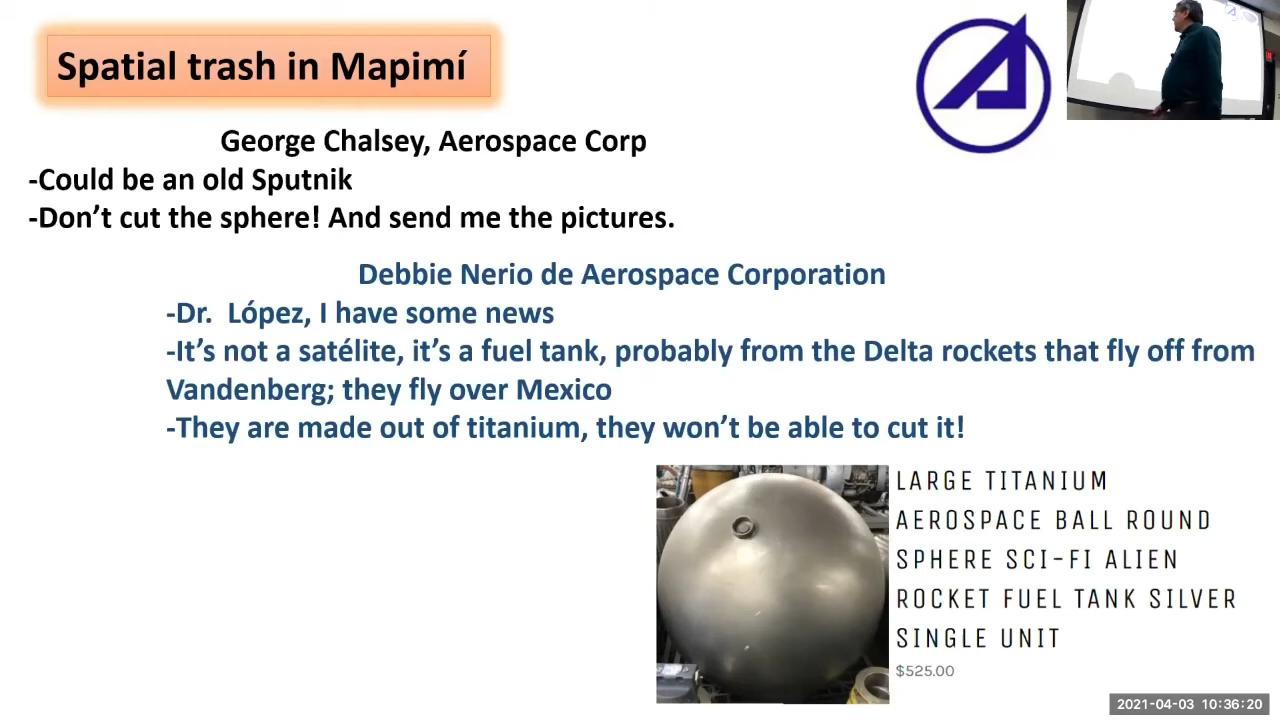 Spatial trash in Mapimí
George Chalsey, Aerospace Corp
-Could be an old Sputnik
-Don’t cut the sphere! And send me the pictures.
Debbie Nerio de Aerospace Corporation
-Dr. López, I have some news
-It’s not a satélite, it’s a fuel tank, probably from the Delta rockets that fly off from
Vandenberg; they fly over Mexico
-They are made out of titanium, they won’t be able to cut it!
LARGE TITANIUM
AEROSPACE BALL ROUND
SPHERE SCI-FI ALIEN
ROCKET FUEL TANK SILVER
SINGLE UNIT
$525.00
2021-04-03 10:36:20